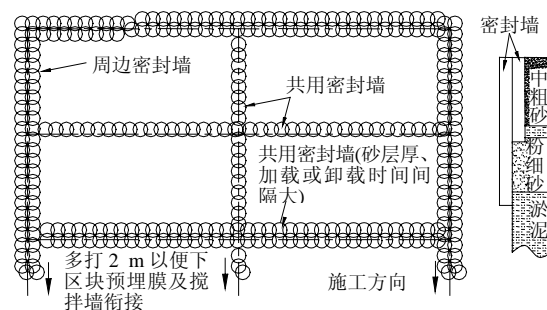 密封墙
周边密封墙
共用密封墙
共用密封墙(砂层厚、
加载或卸载时间间
隔大)
多打 2 m 以便下
区块预埋膜及搅
拌墙衔接
施工方向
中粗砂
粉细砂
淤泥